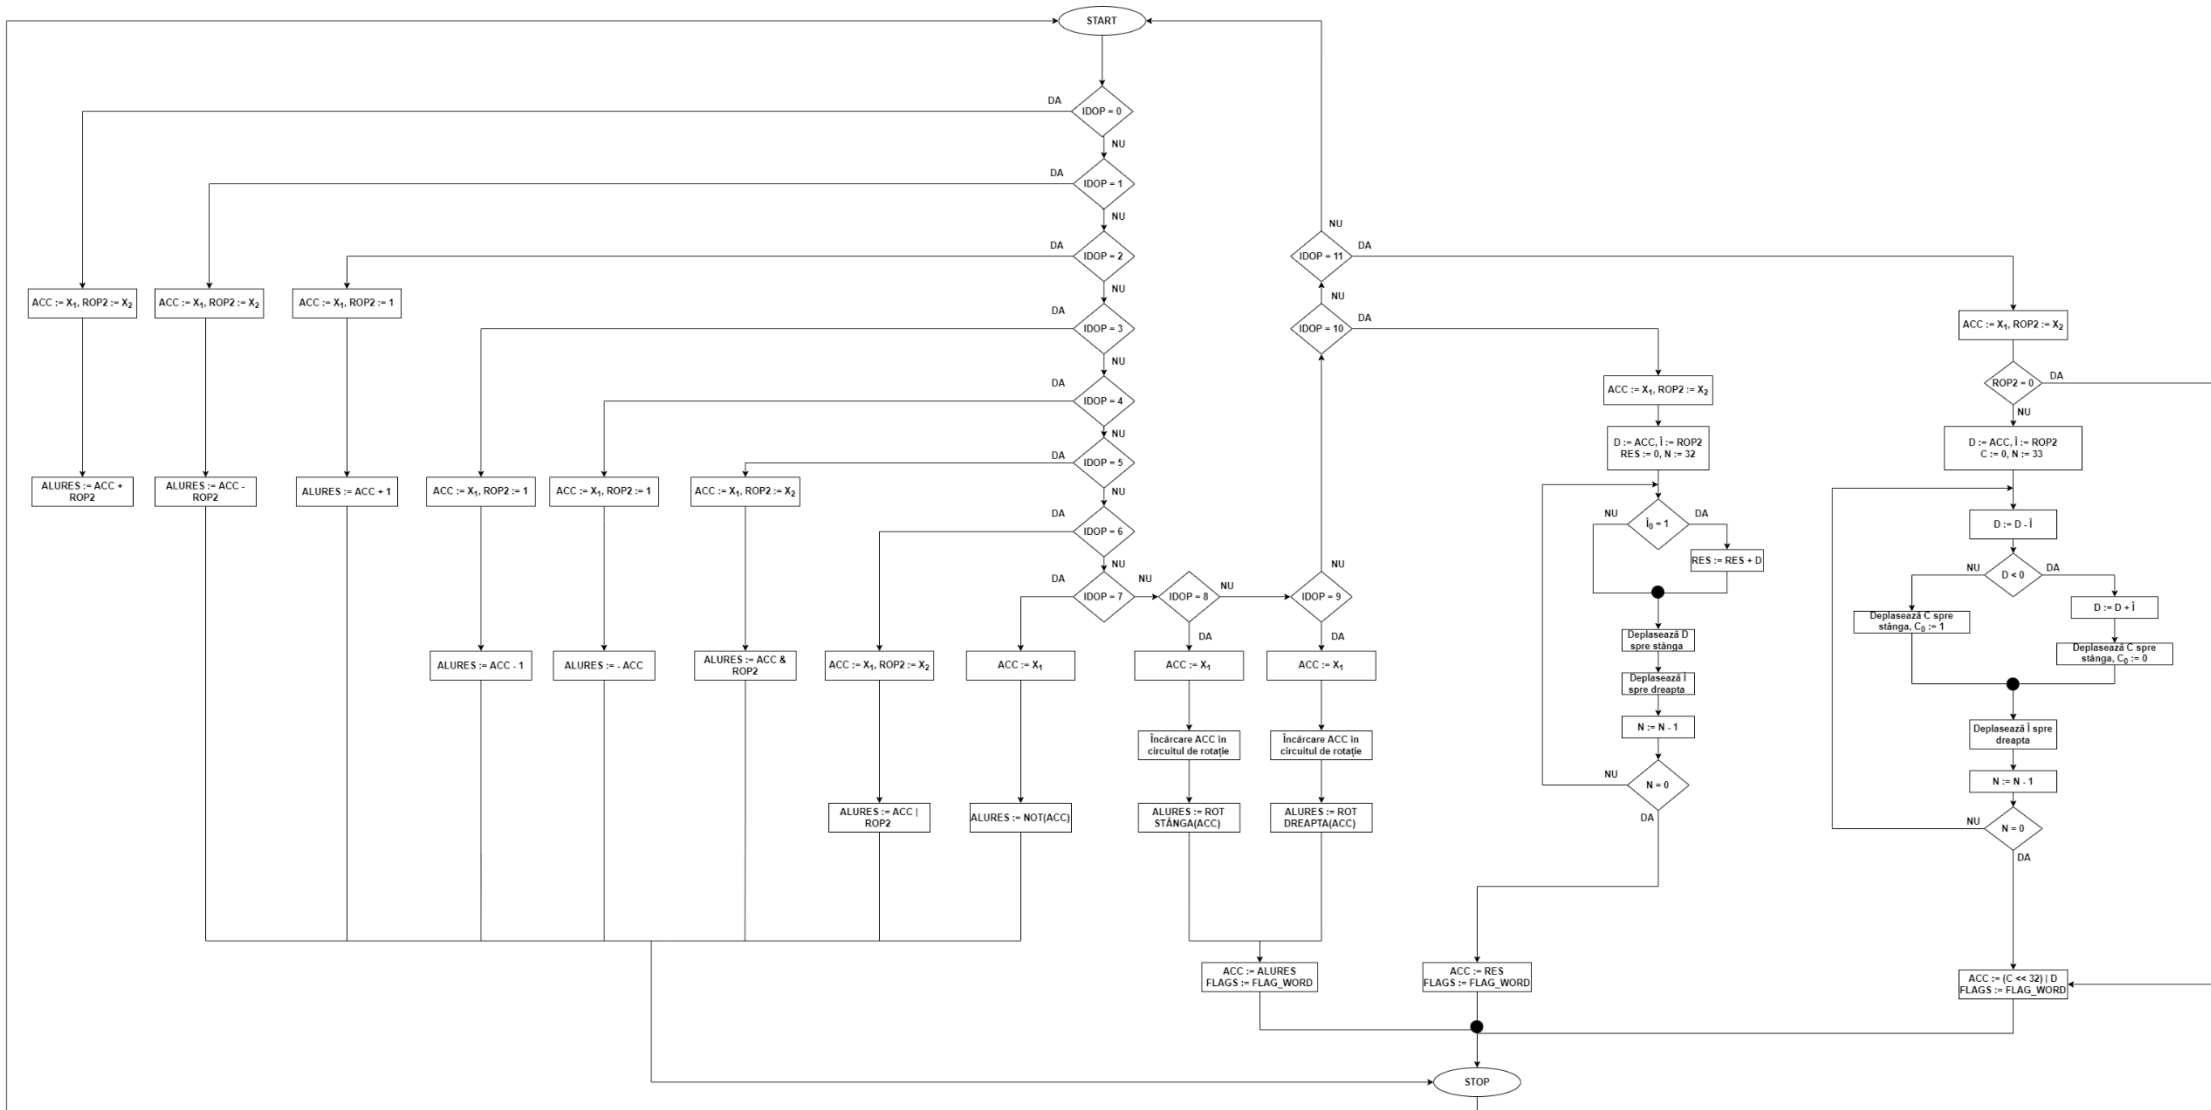 START
DA
IDOP = 0
NU
DA
IDOP = 1
NU
DA
IDOP = 2
NU
NU
IDOP = 11
DA
ACC := X₁, ROP2 := X₂
ACC := X₁, ROP2 := X₂
ACC := X₁, ROP2 := 1
DA
IDOP = 3
NU
NU
IDOP = 10
DA
ACC := X₁, ROP2 := X₂
ROP2 = 0
DA
NU
DA
IDOP = 4
NU
ACC := X₁, ROP2 := X₂
D := ACC, Î := ROP2
RES := 0, N := 32
D := ACC, Î := ROP2
C := 0, N := 33
DA
IDOP = 5
NU
ALURES := ACC +
ROP2
ALURES := ACC -
ROP2
ALURES := ACC + 1
ACC := X₁, ROP2 := 1
ACC := X₁, ROP2 := 1
ACC := X₁, ROP2 := X₂
DA
IDOP = 6
NU
NU
Î₀ = 1
DA
RES := RES + D
D := D - Î
NU
D < 0
DA
DA
IDOP = 7
NU
IDOP = 8
NU
NU
IDOP = 9
DA
DA
D := D + Î
Deplasează C spre
stânga, C₀ := 1
Deplasează C spre
stânga, C₀ := 0
Deplasează D
spre stânga
Deplasează Î
spre dreapta
N := N - 1
ALURES := ACC - 1
ALURES := - ACC
ALURES := ACC &
ROP2
ACC := X₁, ROP2 := X₂
ACC := X₁
ACC := X₁
ACC := X₁
Încărcare ACC în
circuitul de rotație
Încărcare ACC în
circuitul de rotație
Deplasează Î spre
dreapta
N := N - 1
NU
N = 0
DA
ALURES := ACC |
ROP2
ALURES := NOT(ACC)
ALURES := ROT
STÂNGA(ACC)
ALURES := ROT
DREAPTA(ACC)
NU
N = 0
DA
ACC := ALURES
FLAGS := FLAG_WORD
ACC := RES
FLAGS := FLAG_WORD
ACC := (C << 32) | D
FLAGS := FLAG_WORD
STOP